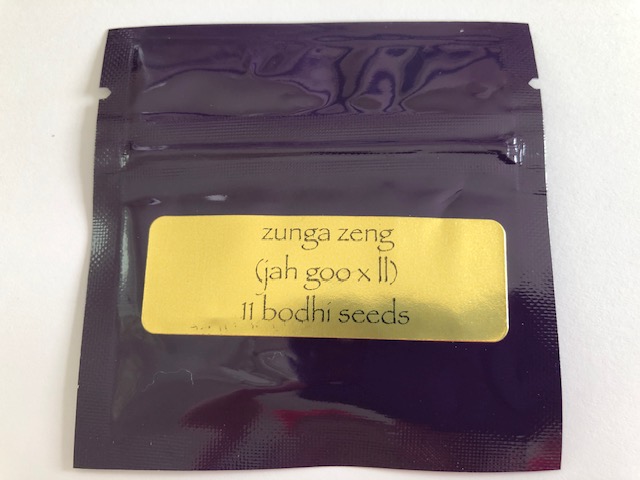 zunga zeng
(jah goo x ll)
11 bodhi seeds